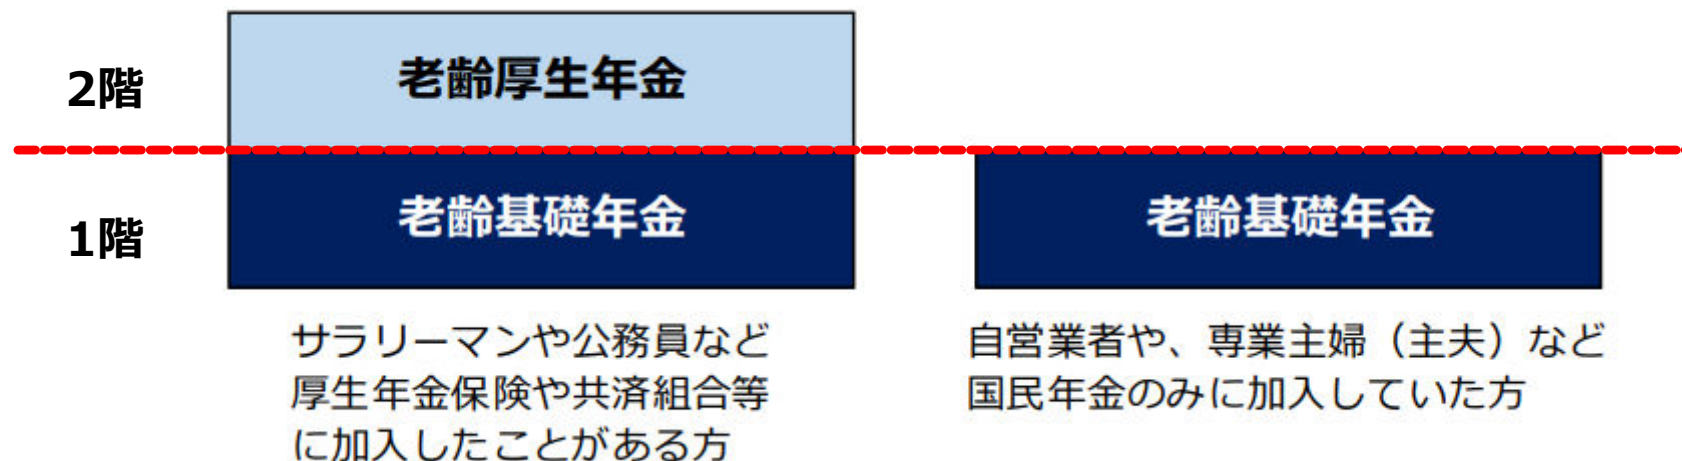 2階
老齢厚生年金
1階
老齢基礎年金
老齢基礎年金
サラリーマンや公務員など
厚生年金保険や共済組合等
に加入したことがある方
自営業者や、専業主婦（主夫）など
国民年金のみに加入していた方